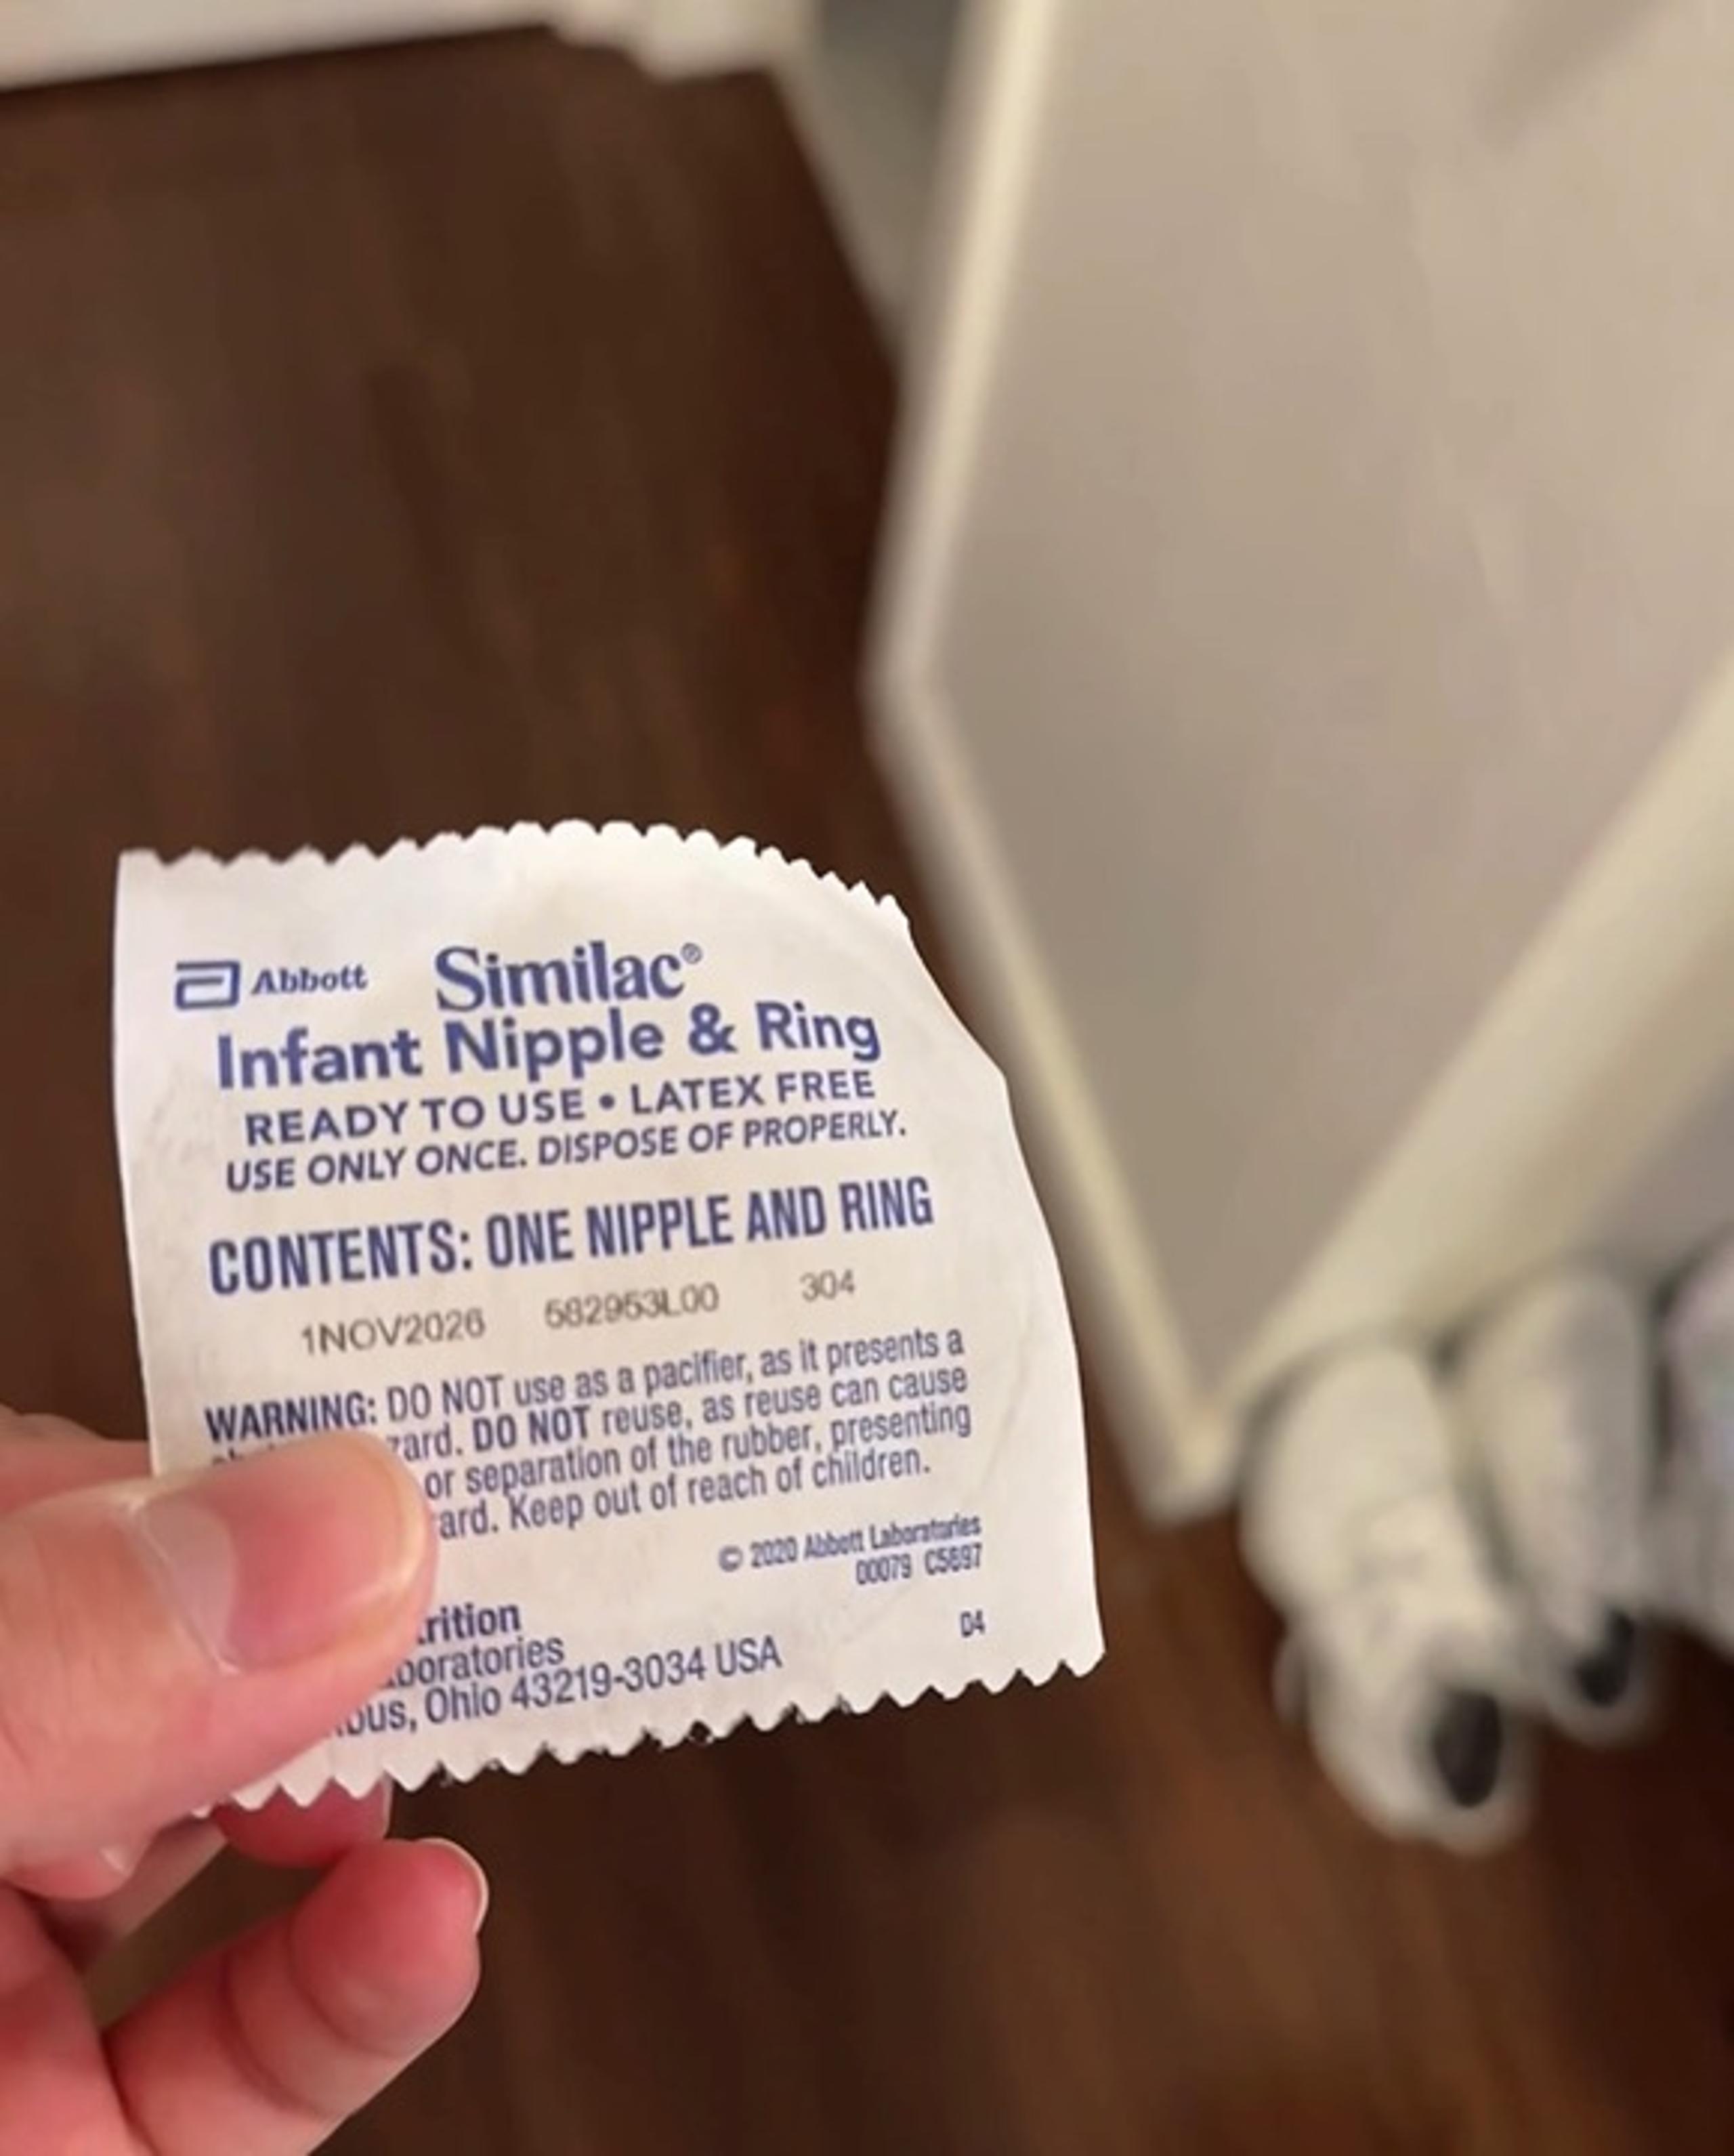 Abbott Similac®
Infant Nipple & Ring
READY TO USE • LATEX FREE
USE ONLY ONCE. DISPOSE OF PROPERLY.
CONTENTS: ONE NIPPLE AND RING
1NOV2026 582953L00 304
WARNING: DO NOT use as a pacifier, as it presents a
zard. DO NOT reuse, as reuse can cause
or separation of the rubber, presenting
ard. Keep out of reach of children.
© 2020 Abbott Laboratories
00079 C5697
rition
boratories
bus, Ohio 43219-3034 USA
D4